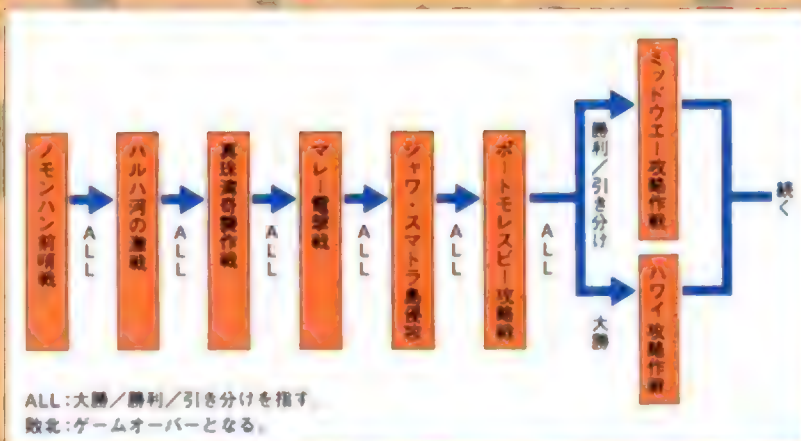 ノモンハン前哨戦
ALL
ハルハ河の激戦
ALL
真珠湾奇襲作戦
ALL
マレー電撃戦
ALL
ジャワ・スマトラ島侵攻
ALL
ポートモレスビー攻略戦
ALL
勝利/引き分け
ミッドウエー攻略作戦
大勝
ハワイ攻略作戦
続く
ALL:大勝/勝利/引き分けを指す。
敗北:ゲームオーバーとなる。